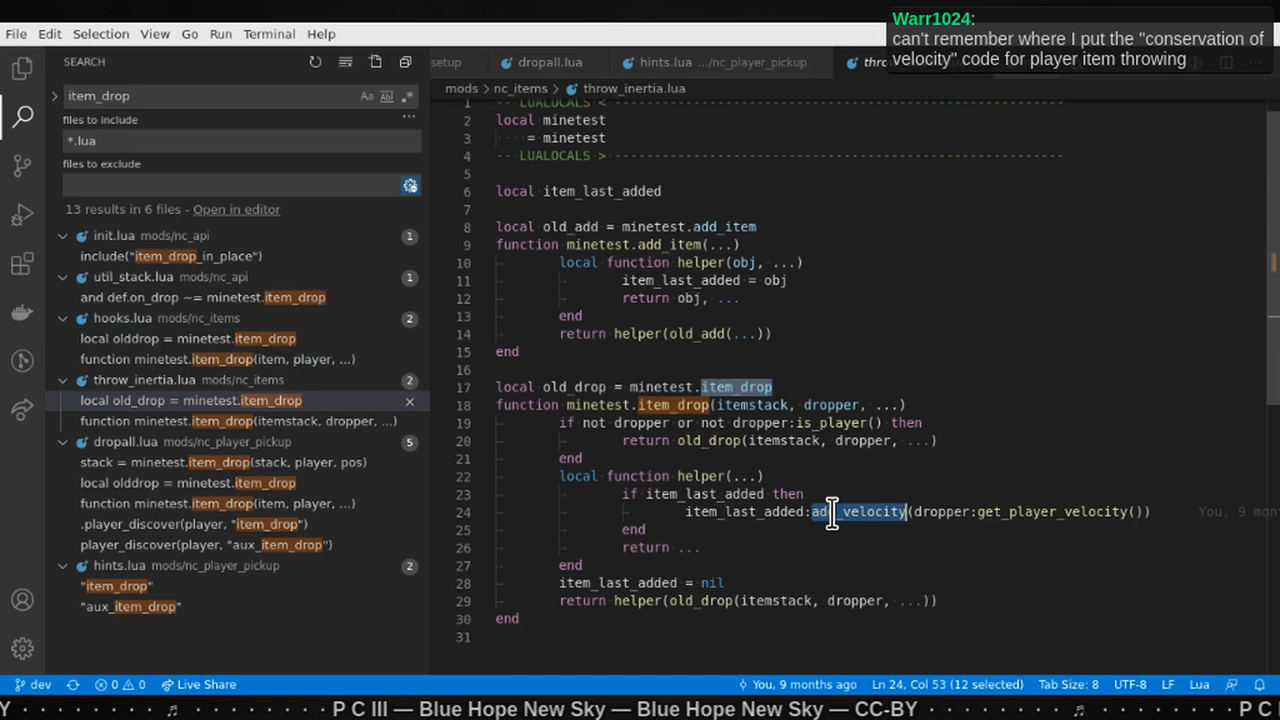 Warr1024:
can't remember where I put the "conservation of
velocity" code for player item throwing
File Edit Selection View Go Run Terminal Help
SEARCH
item_drop
files to include
*.lua
files to exclude
13 results in 6 files - Open in editor
init.lua mods/nc_api 1
include("item_drop_in_place")
util_stack.lua mods/nc_api 1
and def.on_drop ~= minetest.item_drop
hooks.lua mods/nc_items 2
local olddrop = minetest.item_drop
function minetest.item_drop(item, player, ...)
throw_inertia.lua mods/nc_items 2
local old_drop = minetest.item_drop
function minetest.item_drop(itemstack, dropper, ...)
dropall.lua mods/nc_player_pickup 5
stack = minetest.item_drop(stack, player, pos)
local olddrop = minetest.item_drop
function minetest.item_drop(item, player, ...)
.player_discover(player, "item_drop")
player_discover(player, "aux_item_drop")
hints.lua mods/nc_player_pickup 2
"item_drop"
"aux_item_drop"
setup dropall.lua hints.lua .../nc_player_pickup thro
mods > nc_items > throw_inertia.lua
1 -- LUALOCALS < ---------------------------------------------------------
2 local minetest
3 = minetest
4 -- LUALOCALS > ---------------------------------------------------------
5
6 local item_last_added
7
8 local old_add = minetest.add_item
9 function minetest.add_item(...)
10 local function helper(obj, ...)
11 item_last_added = obj
12 return obj, ...
13 end
14 return helper(old_add(...))
15 end
16
17 local old_drop = minetest.item_drop
18 function minetest.item_drop(itemstack, dropper, ...)
19 if not dropper or not dropper:is_player() then
20 return old_drop(itemstack, dropper, ...)
21 end
22 local function helper(...)
23 if item_last_added then
24 item_last_added:add_velocity(dropper:get_player_velocity()) You, 9 mon
25 end
26 return ...
27 end
28 item_last_added = nil
29 return helper(old_drop(itemstack, dropper, ...))
30 end
31
dev 0 0 Live Share You, 9 months ago Ln 24, Col 53 (12 selected) Tab Size: 8 UTF-8 LF Lua
Y · · · · · · · ♬ · · · · · · · P C III — Blue Hope New Sky — Blue Hope New Sky — CC-BY · · · · · · · ♬ · · · · · · · P C